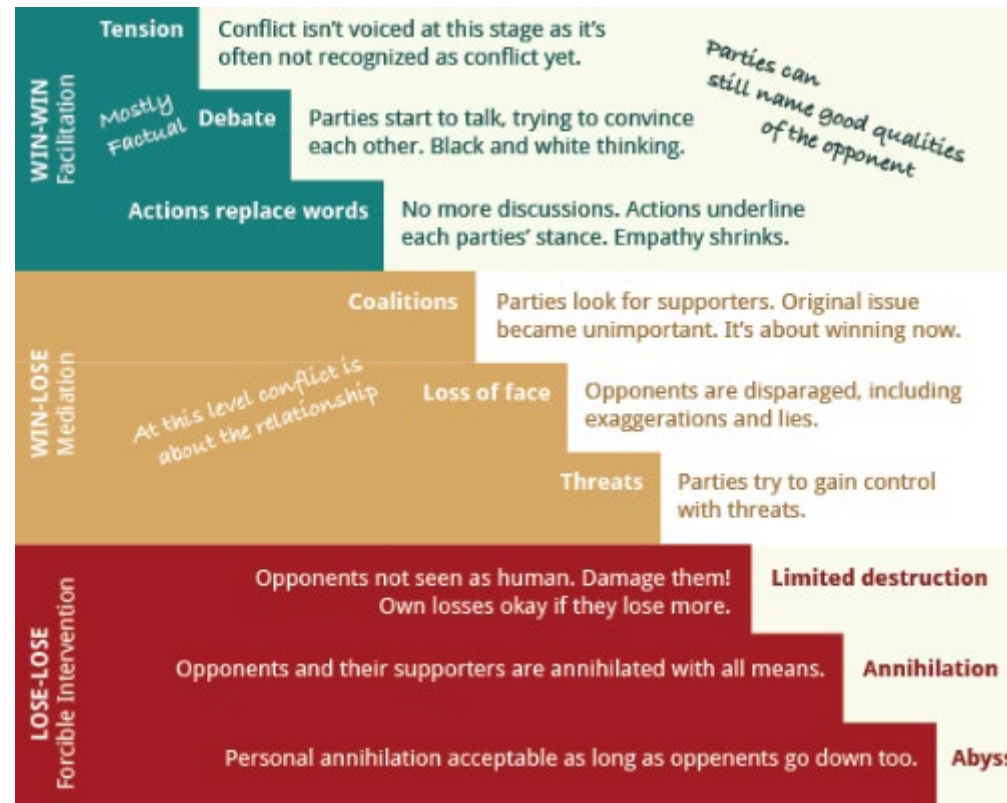 WIN-WIN
Facilitation
Tension
Conflict isn't voiced at this stage as it's
often not recognized as conflict yet.
Parties can
still name good qualities
of the opponent
Mostly
Factual
Debate
Parties start to talk, trying to convince
each other. Black and white thinking.
Actions replace words
No more discussions. Actions underline
each parties' stance. Empathy shrinks.
WIN-LOSE
Mediation
Coalitions
Parties look for supporters. Original issue
became unimportant. It's about winning now.
At this level conflict is
about the relationship
Loss of face
Opponents are disparaged, including
exaggerations and lies.
Threats
Parties try to gain control
with threats.
LOSE-LOSE
Forcible Intervention
Opponents not seen as human. Damage them!
Own losses okay if they lose more.
Limited destruction
Opponents and their supporters are annihilated with all means.
Annihilation
Personal annihilation acceptable as long as oppenents go down too.
Abyss